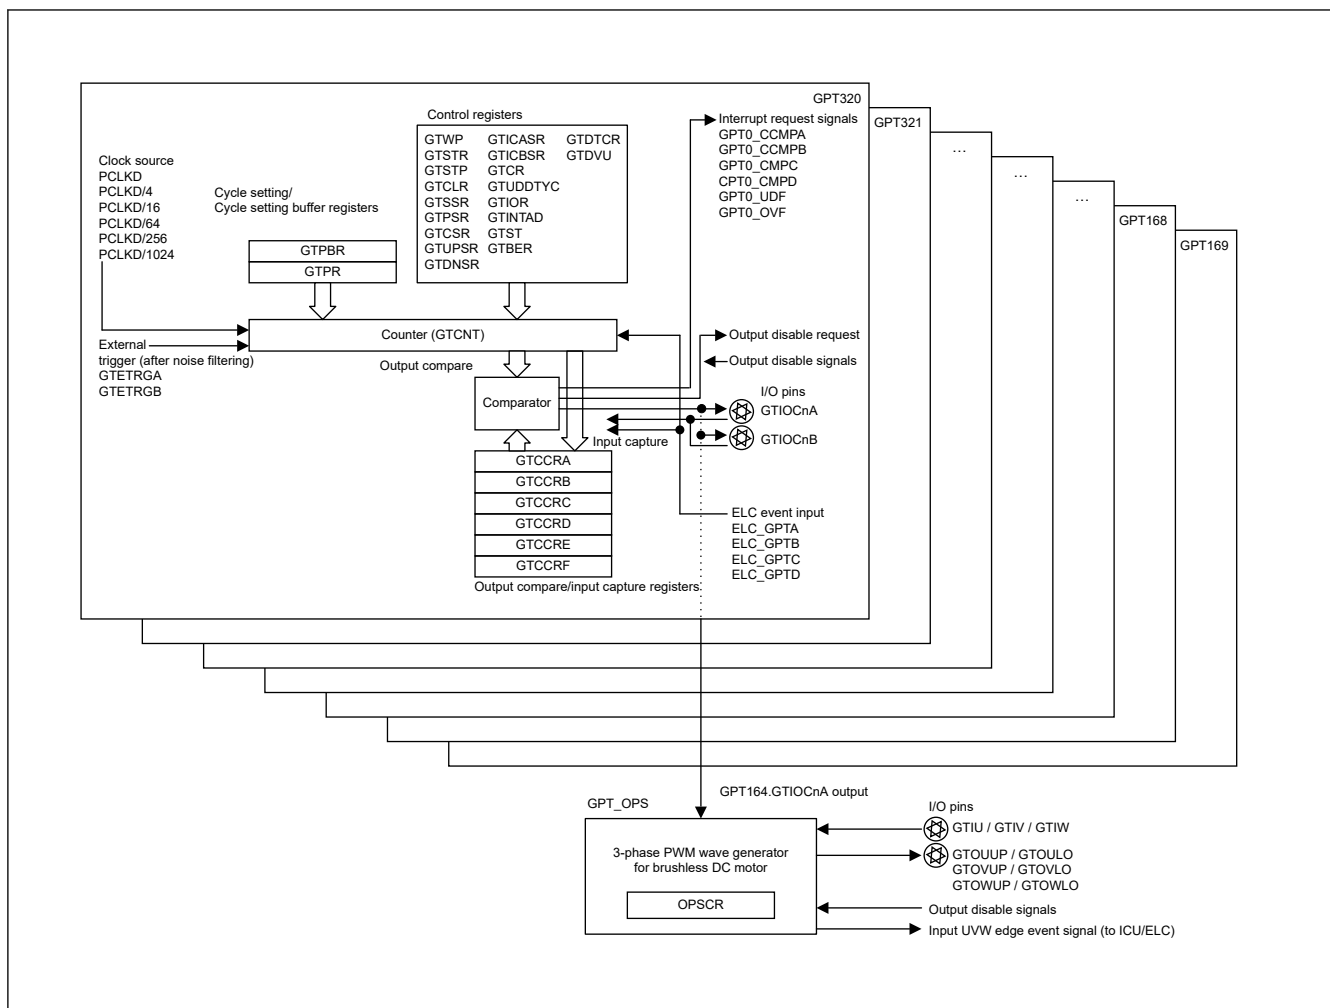 GPT320
GPT321
…
…
…
GPT168
GPT169
Control registers
GTWP GTICASR GTDTCR
GTSTR GTICBSR GTDVU
GTSTP GTCR
GTCLR GTUDDTYC
GTSSR GTIOR
GTPSR GTINTAD
GTCSR GTST
GTUPSR GTBER
GTDNSR
Interrupt request signals
GPT0_CCMPA
GPT0_CCMPB
GPT0_CMPC
CPT0_CMPD
GPT0_UDF
GPT0_OVF
Clock source
PCLKD
PCLKD/4
PCLKD/16
PCLKD/64
PCLKD/256
PCLKD/1024
Cycle setting/
Cycle setting buffer registers
GTPBR
GTPR
Counter (GTCNT)
External
trigger (after noise filtering)
GTETRGA
GTETRGB
Output compare
Comparator
Output disable request
Output disable signals
I/O pins
GTIOCnA
GTIOCnB
Input capture
GTCCRA
GTCCRB
GTCCRC
GTCCRD
GTCCRE
GTCCRF
Output compare/input capture registers
ELC event input
ELC_GPTA
ELC_GPTB
ELC_GPTC
ELC_GPTD
GPT164.GTIOCnA output
GPT_OPS
3-phase PWM wave generator
for brushless DC motor
OPSCR
I/O pins
GTIU / GTIV / GTIW
GTOUUP / GTOULO
GTOVUP / GTOVLO
GTOWUP / GTOWLO
Output disable signals
Input UVW edge event signal (to ICU/ELC)